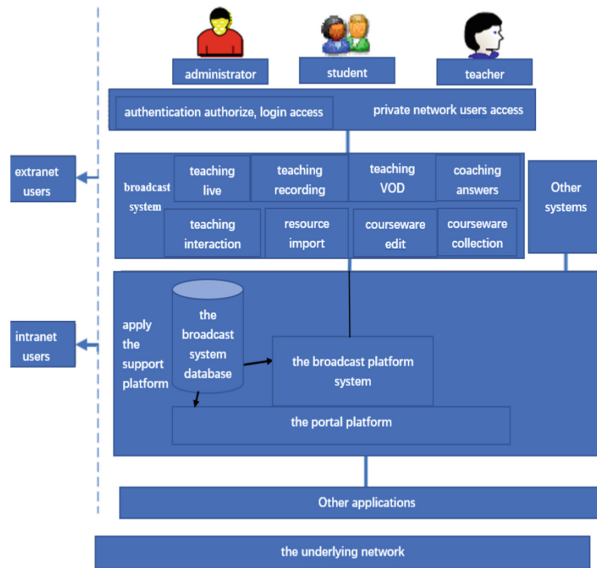 administrator
student
teacher
authentication authorize, login access
private network users access
extranet
users
broadcast
system
teaching
live
teaching
recording
teaching
VOD
coaching
answers
teaching
interaction
resource
import
courseware
edit
courseware
collection
Other
systems
intranet
users
apply
the
support
platform
the
broadcast
system
database
the broadcast platform
system
the portal platform
Other applications
the underlying network